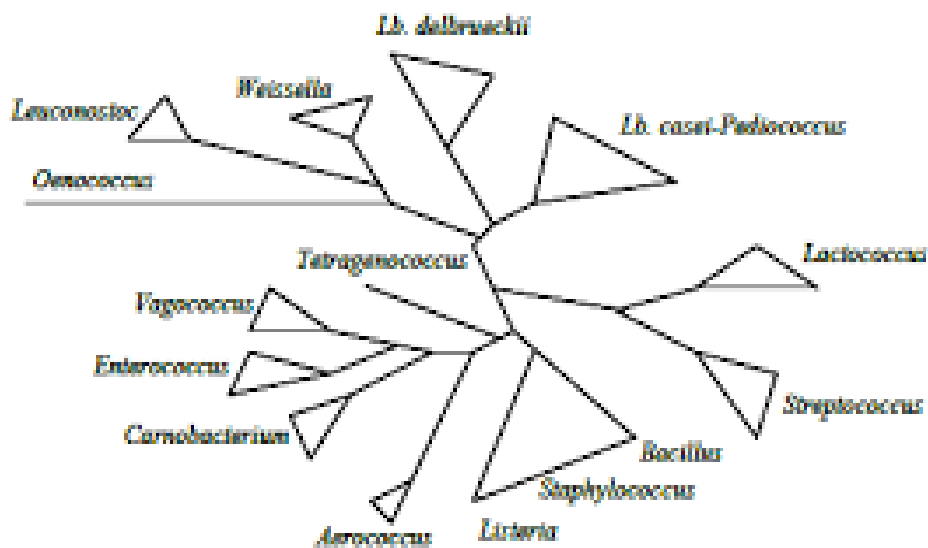 Lb. delbrueckii
Weissella
Leuconostoc
Lb. casei-Pediococcus
Oenococcus
Tetragenococcus
Lactococcus
Vagococcus
Enterococcus
Streptococcus
Carnobacterium
Bacillus
Staphylococcus
Aerococcus
Listeria